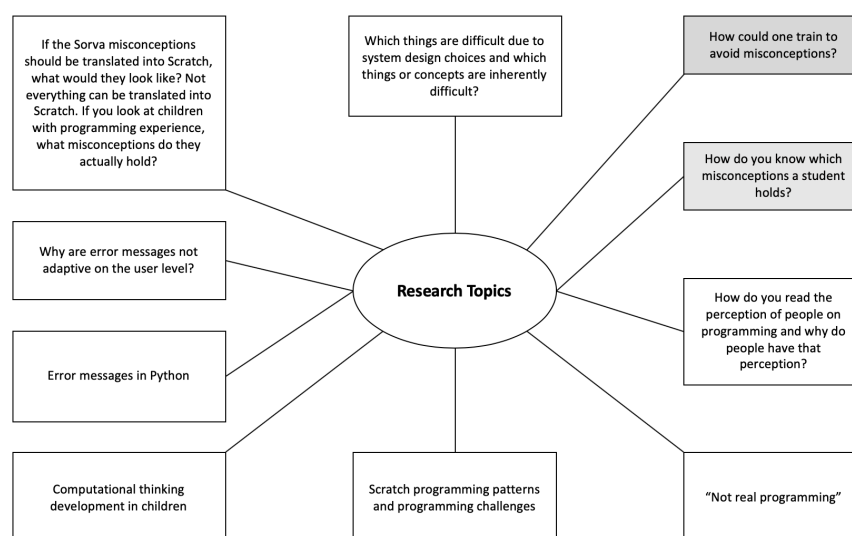 If the Sorva misconceptions
should be translated into Scratch,
what would they look like? Not
everything can be translated into
Scratch. If you look at children
with programming experience,
what misconceptions do they
actually hold?
Which things are difficult due to
system design choices and which
things or concepts are inherently
difficult?
How could one train to
avoid misconceptions?
How do you know which
misconceptions a student
holds?
Why are error messages not
adaptive on the user level?
Research Topics
How do you read the
perception of people on
programming and why do
people have that
perception?
Error messages in Python
Computational thinking
development in children
Scratch programming patterns
and programming challenges
“Not real programming”